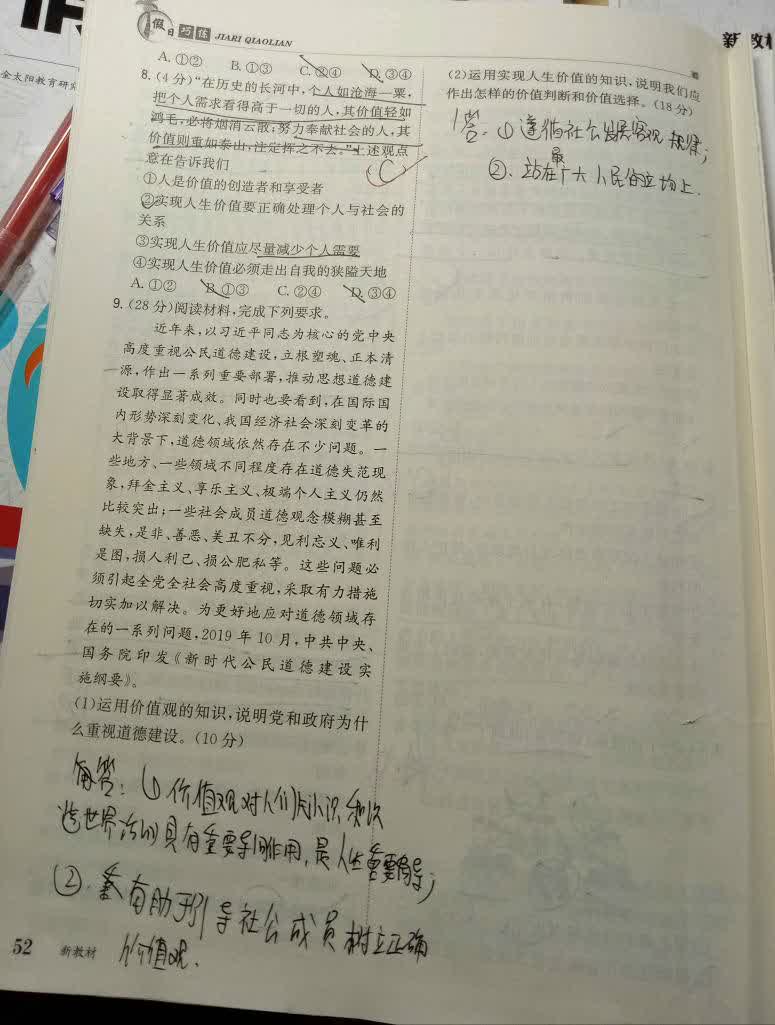 假日巧练 JIARI QIAOLIAN
新教材
全太阳教育研究
A. ①② B. ①③ C. ②④ D. ③④
8. (4 分)“在历史的长河中,个人如沧海一粟,
把个人需求看得高于一切的人,其价值轻如
鸿毛,必将烟消云散;努力奉献社会的人,其
价值则重如泰山,注定挥之不去。”上述观点
意在告诉我们 (C)
①人是价值的创造者和享受者
②实现人生价值要正确处理个人与社会的
关系
③实现人生价值应尽量减少个人需要
④实现人生价值必须走出自我的狭隘天地
A. ①② B. ①③ C. ②④ D. ③④
9. (28 分)阅读材料,完成下列要求。
近年来,以习近平同志为核心的党中央
高度重视公民道德建设,立根塑魂、正本清
源,作出一系列重要部署,推动思想道德建
设取得显著成效。同时也要看到,在国际国
内形势深刻变化、我国经济社会深刻变革的
大背景下,道德领域依然存在不少问题。一
些地方、一些领域不同程度存在道德失范现
象,拜金主义、享乐主义、极端个人主义仍然
比较突出;一些社会成员道德观念模糊甚至
缺失,是非、善恶、美丑不分,见利忘义、唯利
是图,损人利己、损公肥私等。这些问题必
须引起全党全社会高度重视,采取有力措施
切实加以解决。为更好地应对道德领域存
在的一系列问题,2019 年 10 月,中共中央、
国务院印发《新时代公民道德建设实
施纲要》。
(1)运用价值观的知识,说明党和政府为什
么重视道德建设。(10 分)
答:①价值观对人们认识和改
造世界活动具有重要导向作用,是人生重要向导;
②.有助于引导社会成员树立正确
价值观.
52 新教材
(2)运用实现人生价值的知识,说明我们应
作出怎样的价值判断和价值选择。(18 分)
答:①遵循社会发展客观规律;
②.站在最广大人民的立场上.